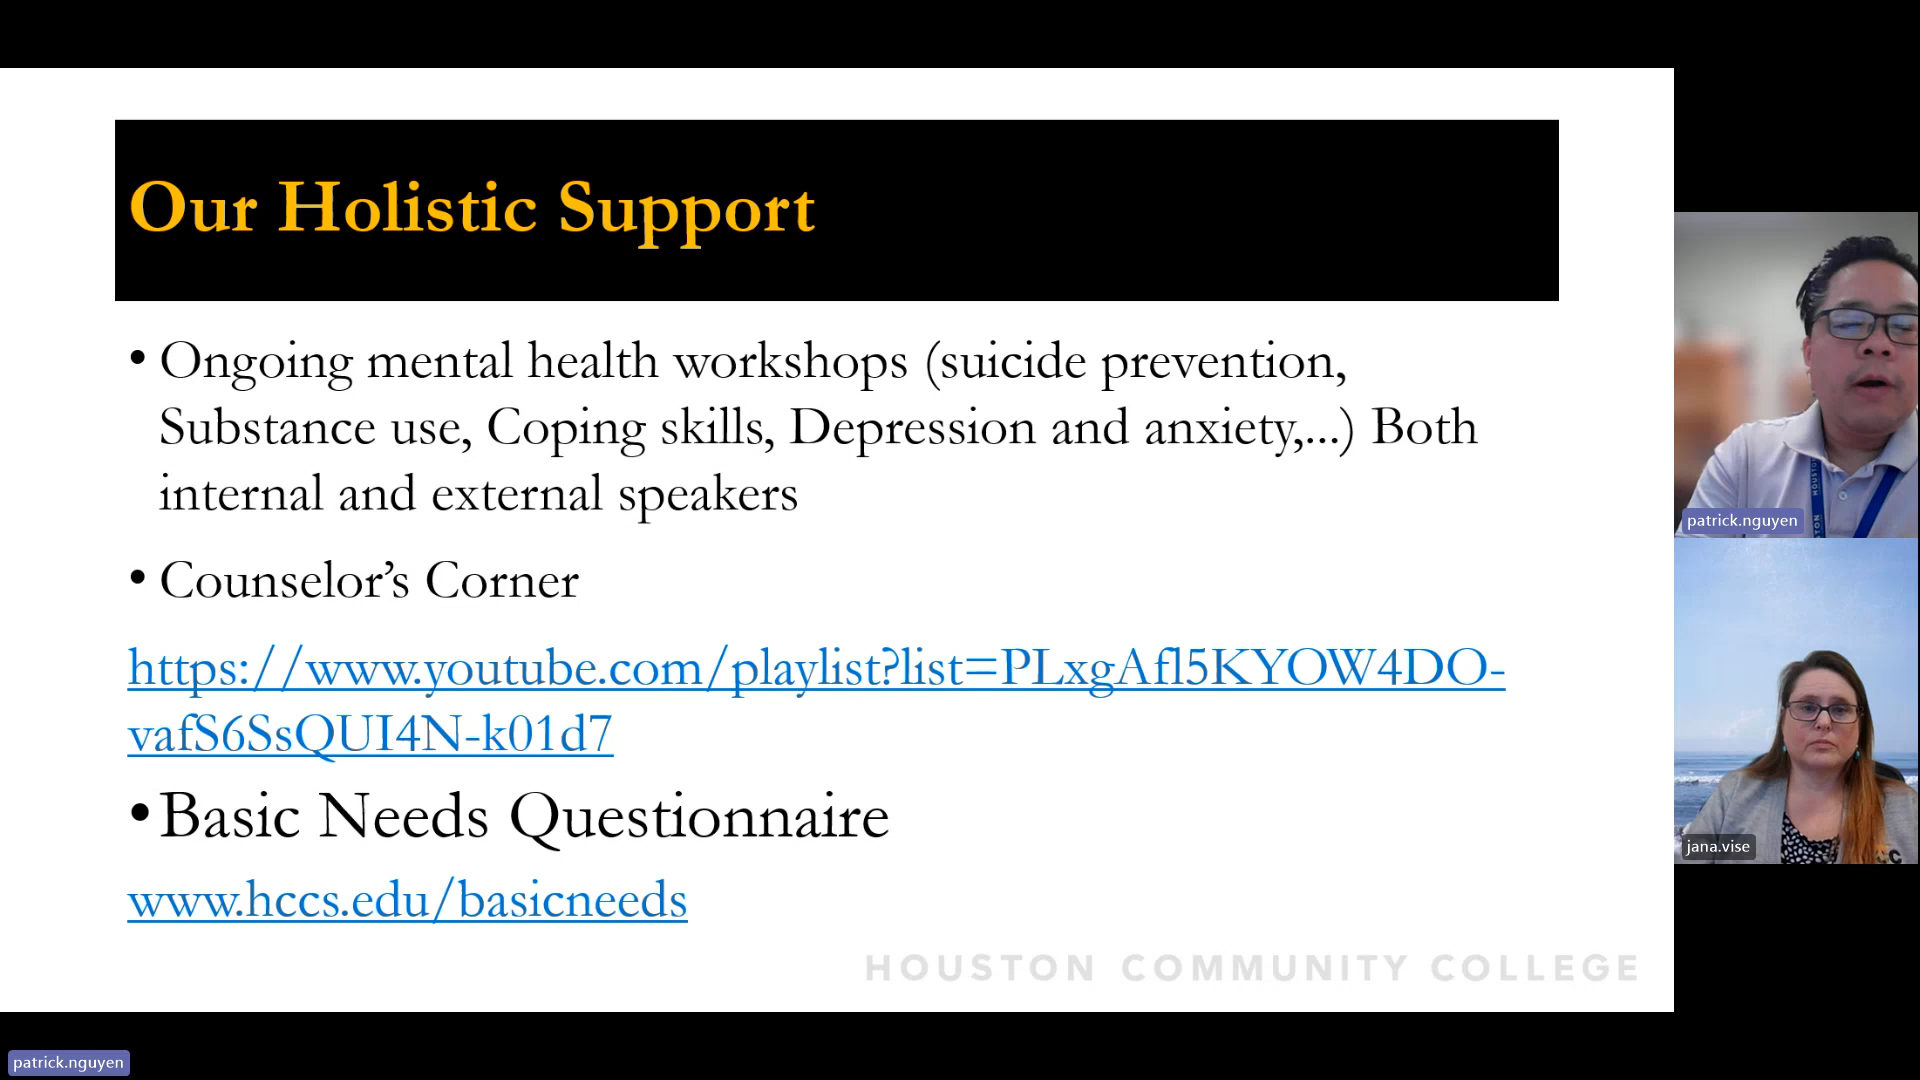 Our Holistic Support
• Ongoing mental health workshops (suicide prevention,
Substance use, Coping skills, Depression and anxiety,...) Both
internal and external speakers
• Counselor’s Corner
https://www.youtube.com/playlist?list=PLxgAfl5KYOW4DO-
vafS6SsQUI4N-k01d7
• Basic Needs Questionnaire
www.hccs.edu/basicneeds
HOUSTON COMMUNITY COLLEGE
patrick.nguyen
jana.vise
patrick.nguyen